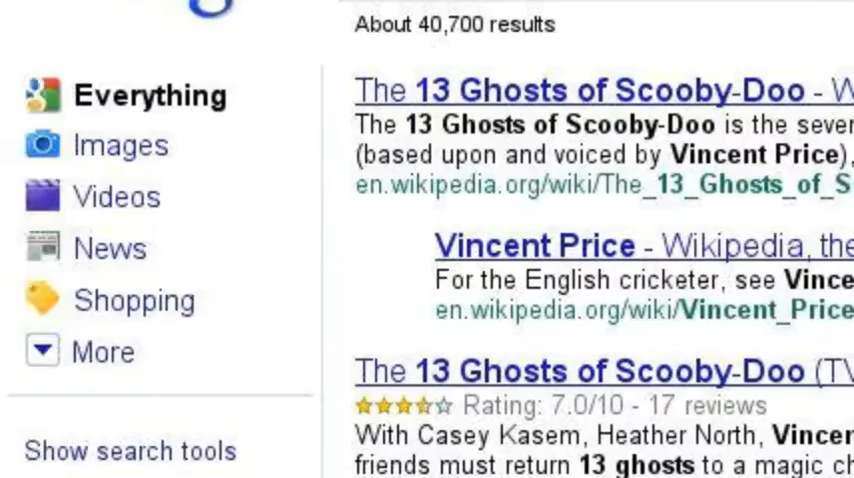 About 40,700 results
Everything
Images
Videos
News
Shopping
More
Show search tools
The 13 Ghosts of Scooby-Doo - W
The 13 Ghosts of Scooby-Doo is the sever
(based upon and voiced by Vincent Price),
en.wikipedia.org/wiki/The_13_Ghosts_of_S
Vincent Price - Wikipedia, the
For the English cricketer, see Vince
en.wikipedia.org/wiki/Vincent_Price
The 13 Ghosts of Scooby-Doo (TV
Rating: 7.0/10 - 17 reviews
With Casey Kasem, Heather North, Vincer
friends must return 13 ghosts to a magic ch